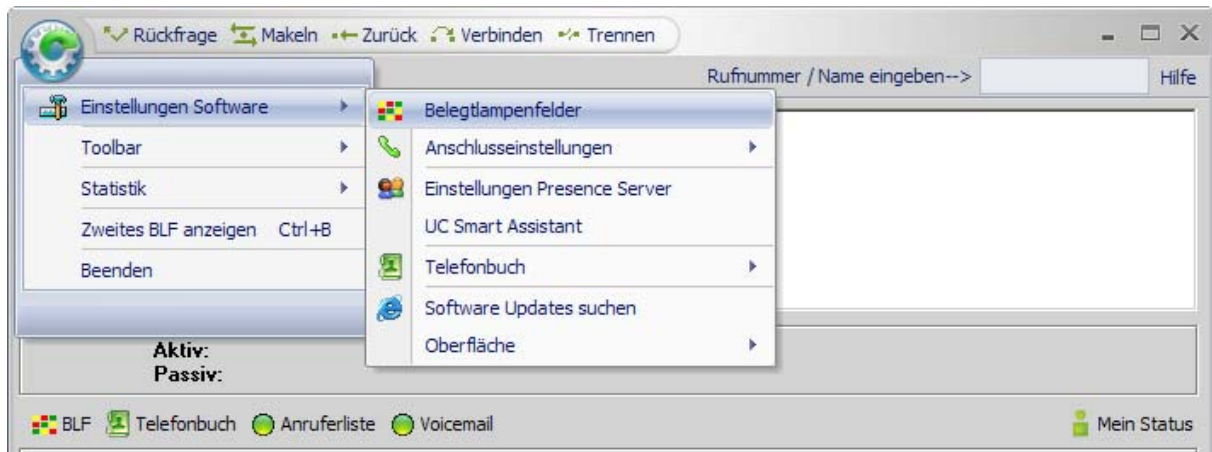 Rückfrage Makeln Zurück Verbinden Trennen
Rufnummer / Name eingeben--> Hilfe
Einstellungen Software
Toolbar
Statistik
Zweites BLF anzeigen Ctrl+B
Beenden
Belegtlampenfelder
Anschlusseinstellungen
Einstellungen Presence Server
UC Smart Assistant
Telefonbuch
Software Updates suchen
Oberfläche
Aktiv:
Passiv:
BLF Telefonbuch Anruferliste Voicemail Mein Status